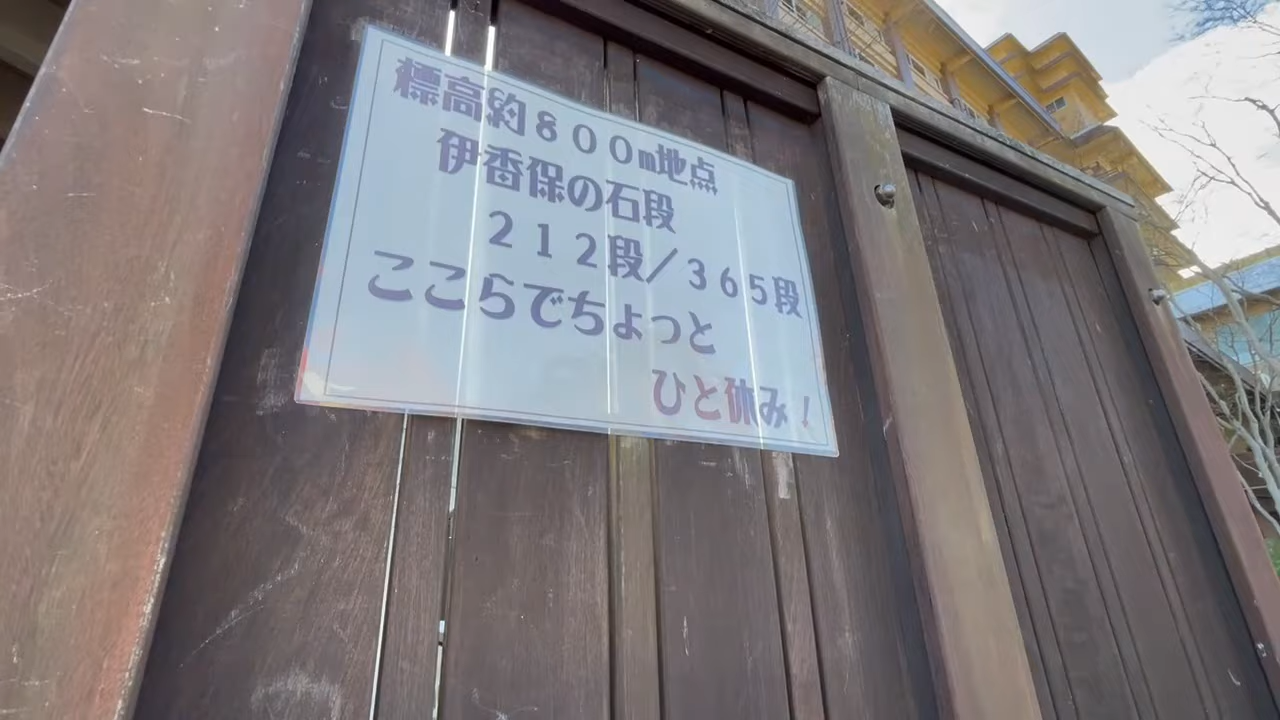 標高約８００ｍ地点
伊香保の石段
２１２段／３６５段
ここらでちょっと
ひと休み！